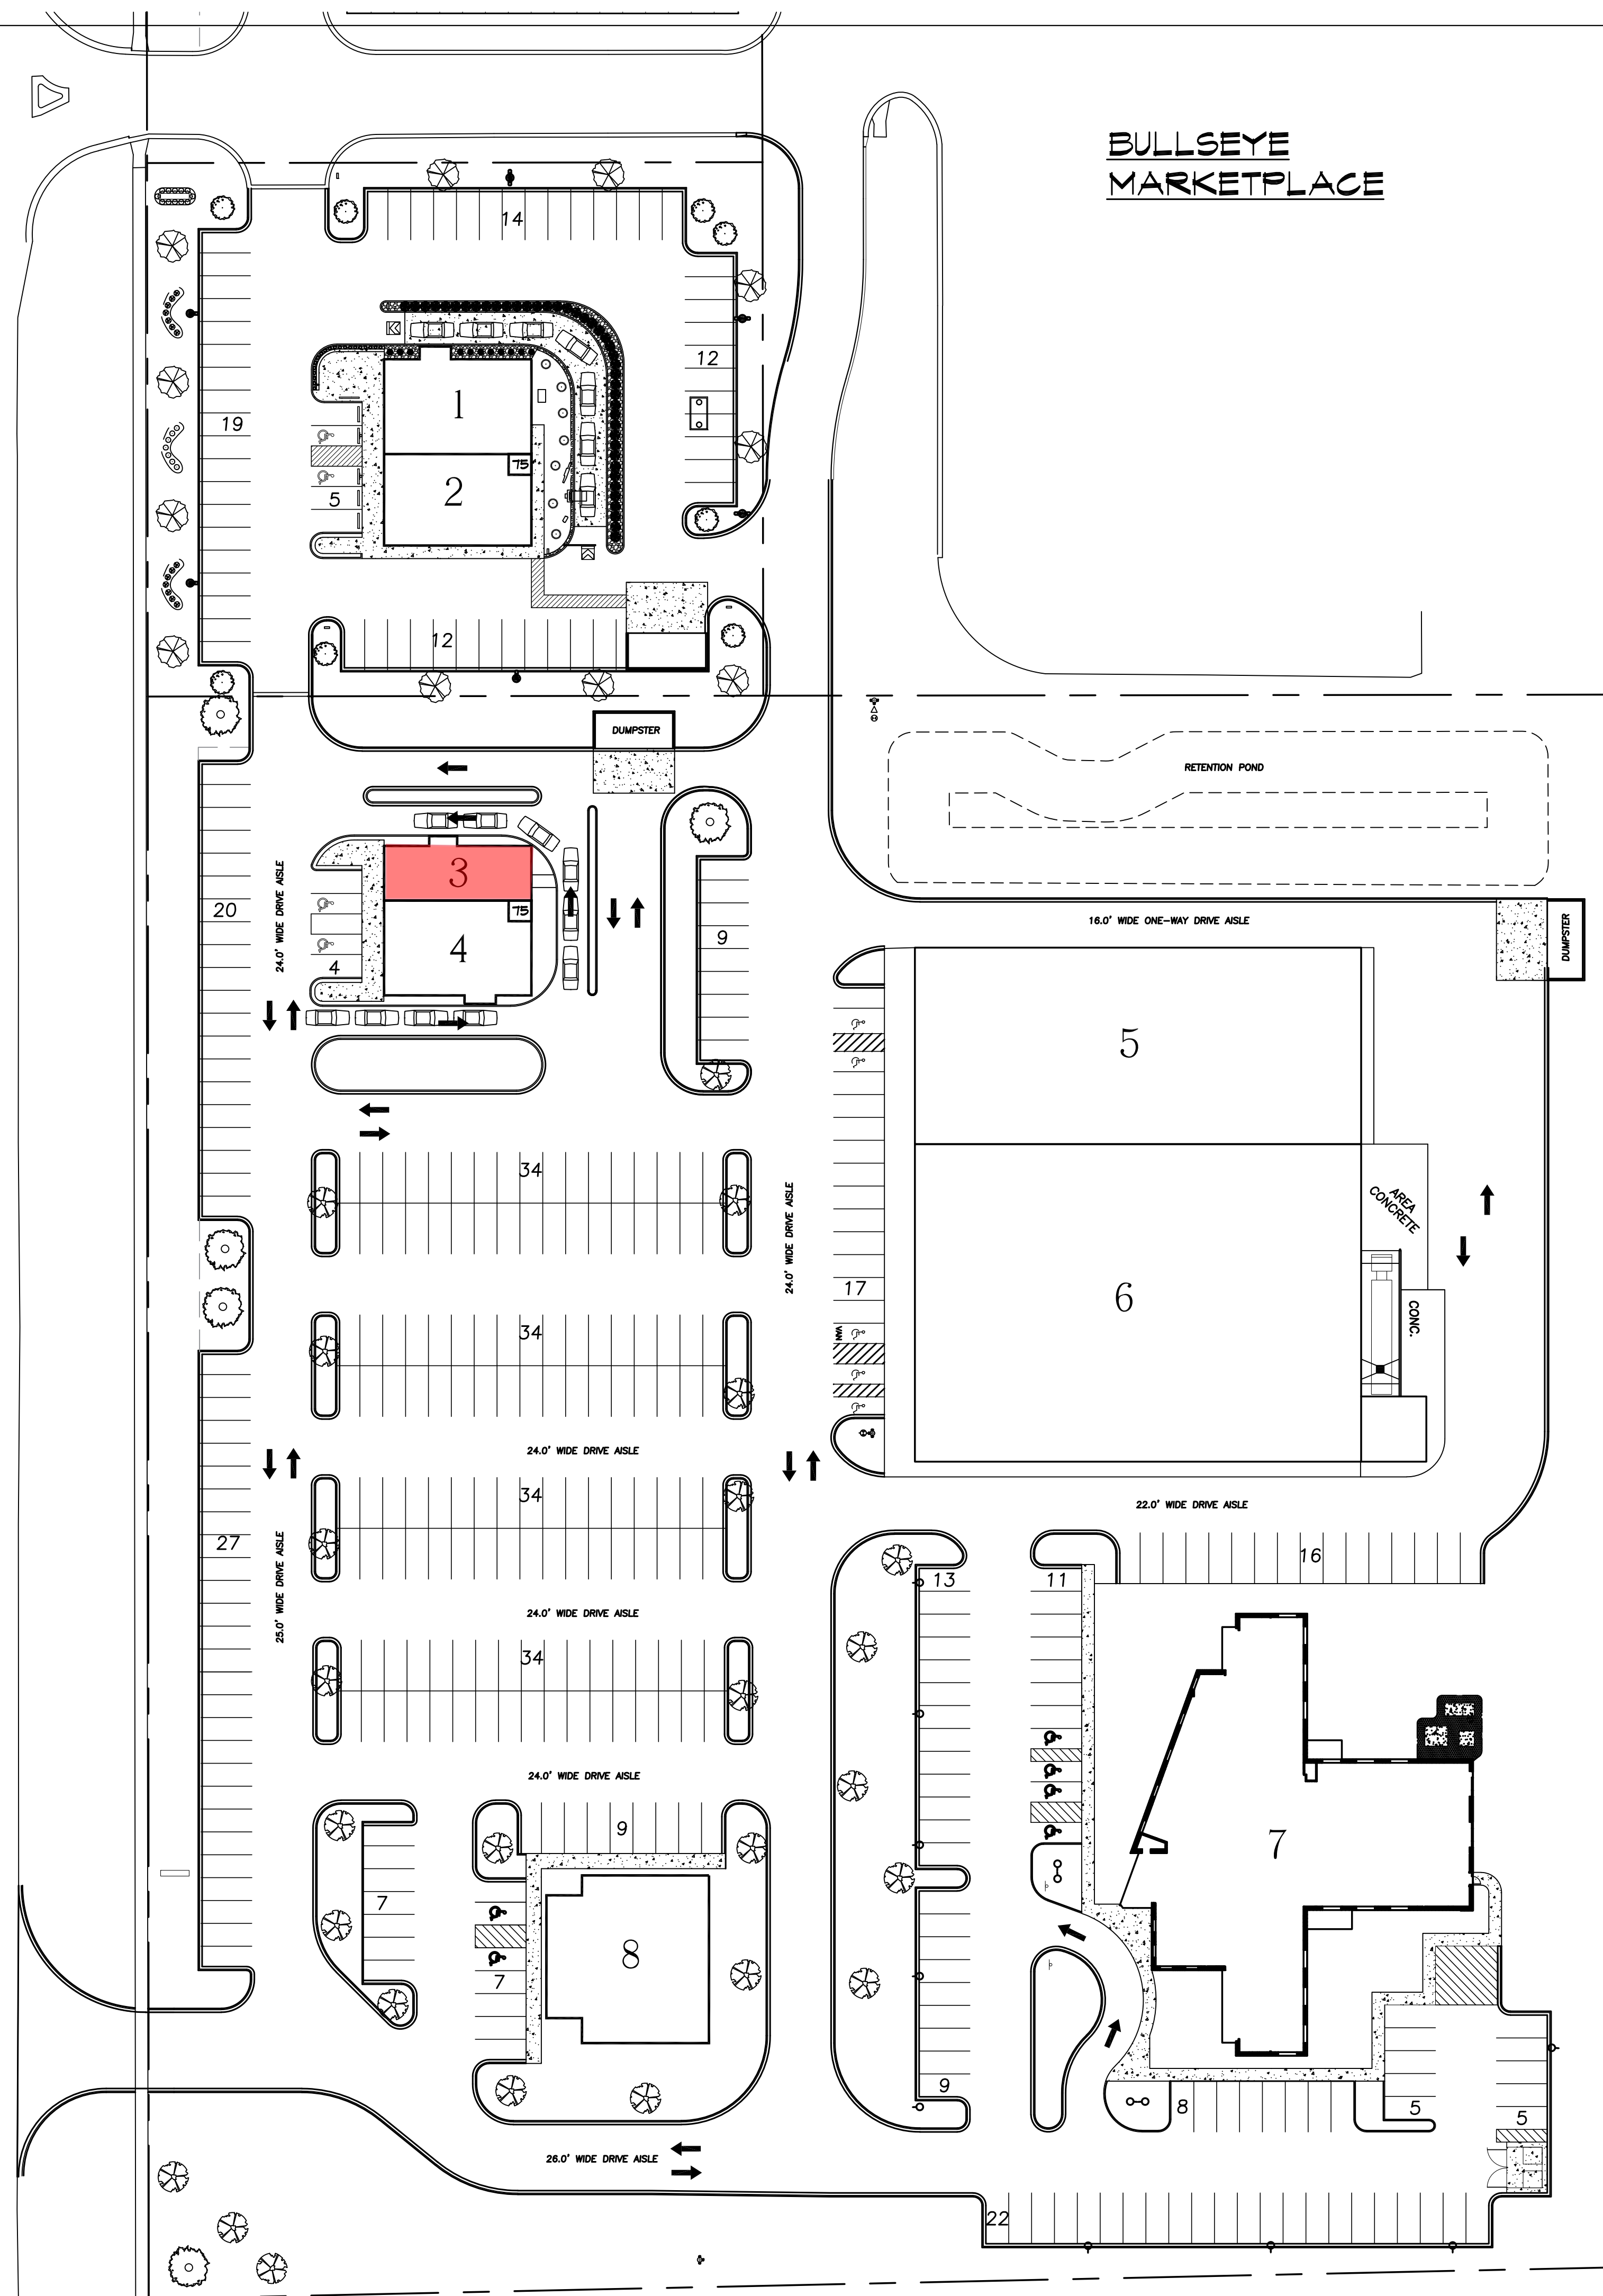 BULLSEYE
MARKETPLACE
14
12
1
19
75
2
5
12
DUMPSTER
RETENTION POND
3
24.0' WIDE DRIVE AISLE
20
75
16.0' WIDE ONE-WAY DRIVE AISLE
DUMPSTER
9
4
4
5
34
AREA
CONCRETE
24.0' WIDE DRIVE AISLE
17
6
CONC.
VAN
34
24.0' WIDE DRIVE AISLE
34
22.0' WIDE DRIVE AISLE
27
25.0' WIDE DRIVE AISLE
16
13
11
24.0' WIDE DRIVE AISLE
34
24.0' WIDE DRIVE AISLE
9
7
7
8
7
9
8
5
5
26.0' WIDE DRIVE AISLE
22